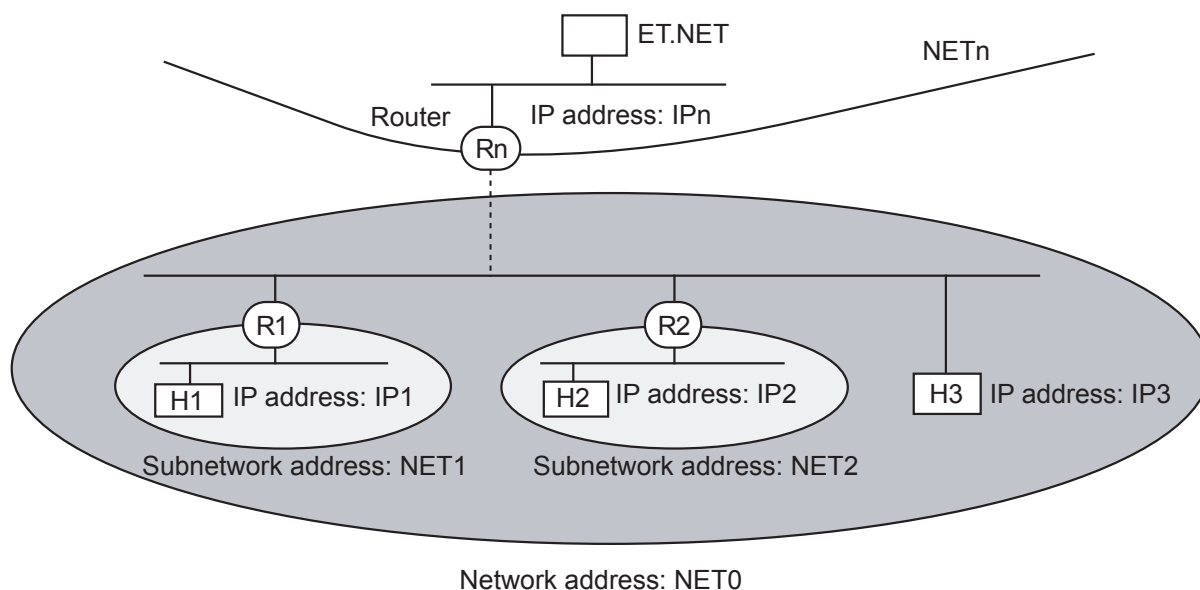 ET.NET
NETn
Router
IP address: IPn
Rn
R1
R2
H1
IP address: IP1
H2
IP address: IP2
H3
IP address: IP3
Subnetwork address: NET1
Subnetwork address: NET2
Network address: NET0